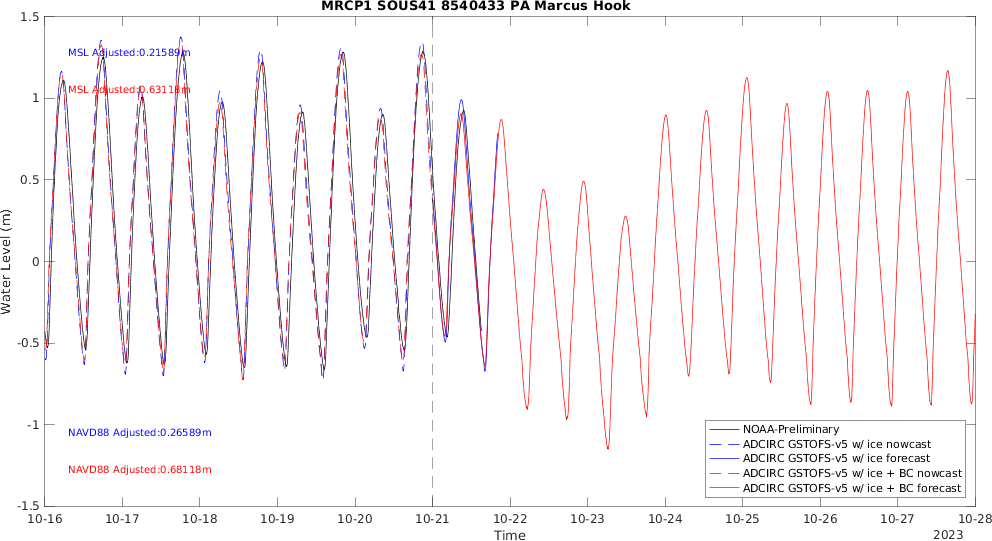 MRCP1 SOUS41 8540433 PA Marcus Hook
1.5
1
0.5
0
-0.5
-1
-1.5
Water Level (m)
MSL Adjusted:0.21589m
MSL Adjusted:0.63118m
NAVD88 Adjusted:0.26589m
NAVD88 Adjusted:0.68118m
NOAA-Preliminary
ADCIRC GSTOFS-v5 w/ ice nowcast
ADCIRC GSTOFS-v5 w/ ice forecast
ADCIRC GSTOFS-v5 w/ ice + BC nowcast
ADCIRC GSTOFS-v5 w/ ice + BC forecast
10-16 10-17 10-18 10-19 10-20 10-21 10-22 10-23 10-24 10-25 10-26 10-27 10-28
Time
2023